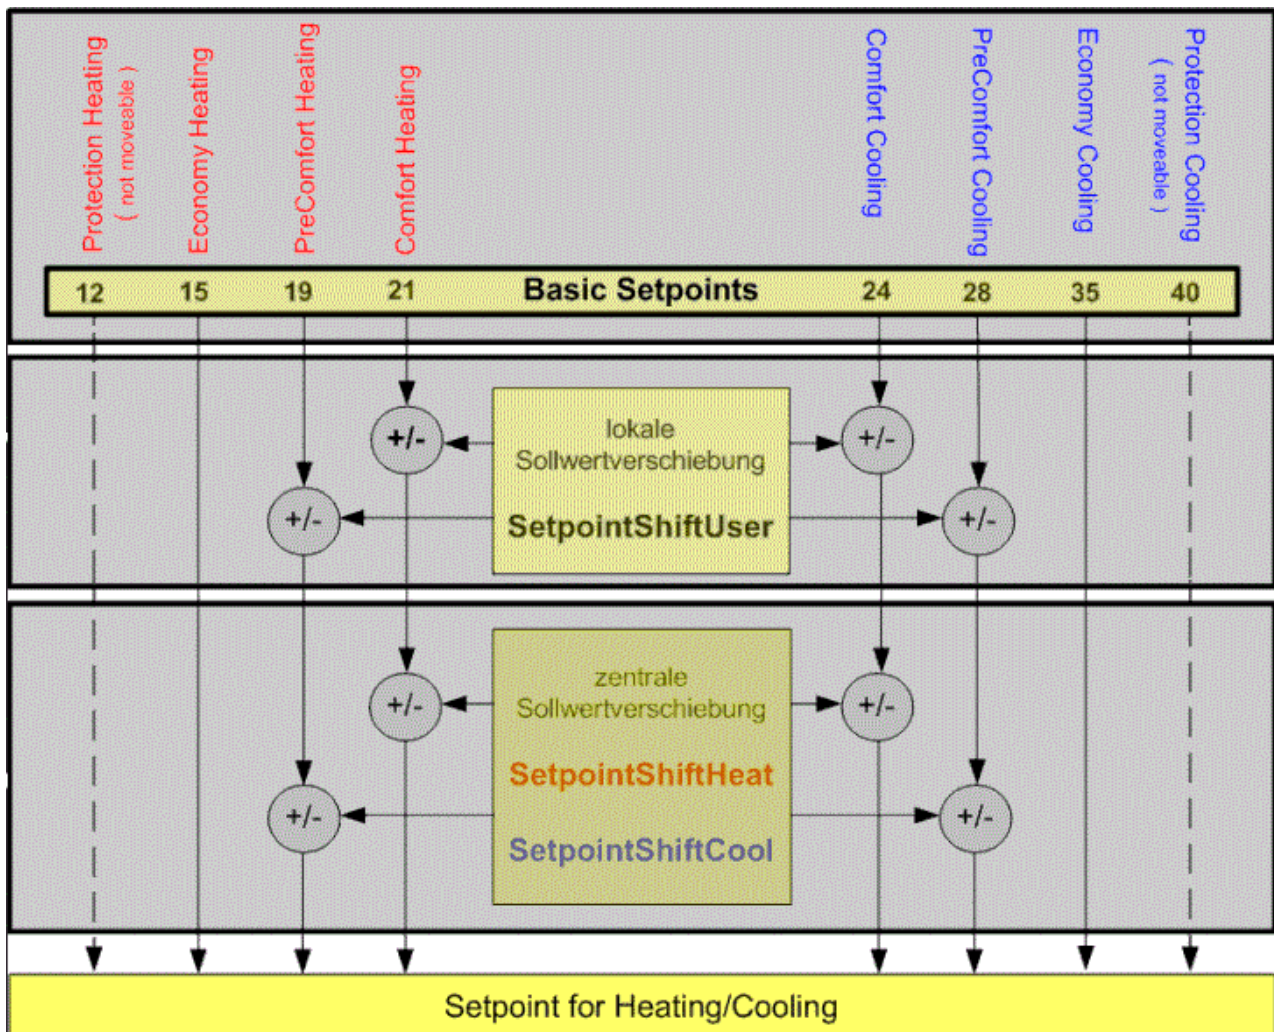 Protection Heating
( not moveable )
Economy Heating
PreComfort Heating
Comfort Heating
Comfort Cooling
PreComfort Cooling
Economy Cooling
Protection Cooling
( not moveable )
12 15 19 21 Basic Setpoints 24 28 35 40
+/- lokale +/-
Sollwertverschiebung
+/- SetpointShiftUser +/-
zentrale
+/- Sollwertverschiebung +/-
SetpointShiftHeat
+/- +/-
SetpointShiftCool
Setpoint for Heating/Cooling